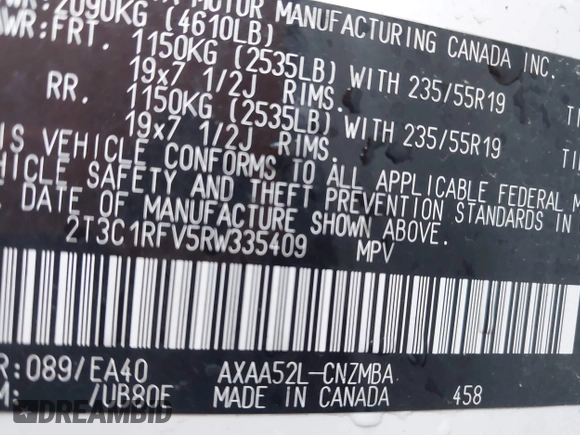 WR: 2090KG (4610LB)
MOTOR MANUFACTURING CANADA INC.
AWR:FRT. 1150KG (2535LB) WITH 235/55R19
19x7 1/2J RIMS.
RR. 1150KG (2535LB) WITH 235/55R19
19x7 1/2J RIMS.
IS VEHICLE CONFORMS TO ALL APPLICABLE FEDERAL
VEHICLE SAFETY AND THEFT PREVENTION STANDARDS IN
DATE OF MANUFACTURE SHOWN ABOVE.
2T3C1RFV5RW335409 MPV
R: 089/EA40 AXAA52L-CNZMBA
M: /UB80E MADE IN CANADA 458
DREAMBID